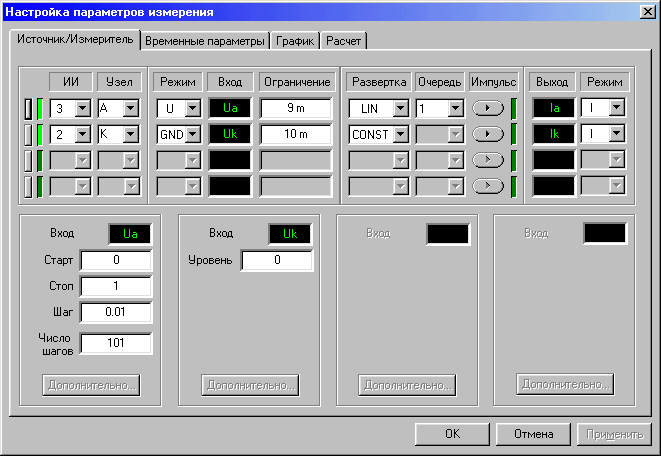 Настройка параметров измерения
Источник/Измеритель Временные параметры График Расчет
ИИ Узел Режим Вход Ограничение Развертка Очередь Импульс Выход Режим
3 A U Ua 9 m LIN 1 Ia I
2 K GND Uk 10 m CONST Ik I
Вход Ua
Старт 0
Стоп 1
Шаг 0.01
Число шагов 101
Дополнительно...
Вход Uk
Уровень 0
Дополнительно...
Вход
Дополнительно...
Вход
Дополнительно...
OK Отмена Применить